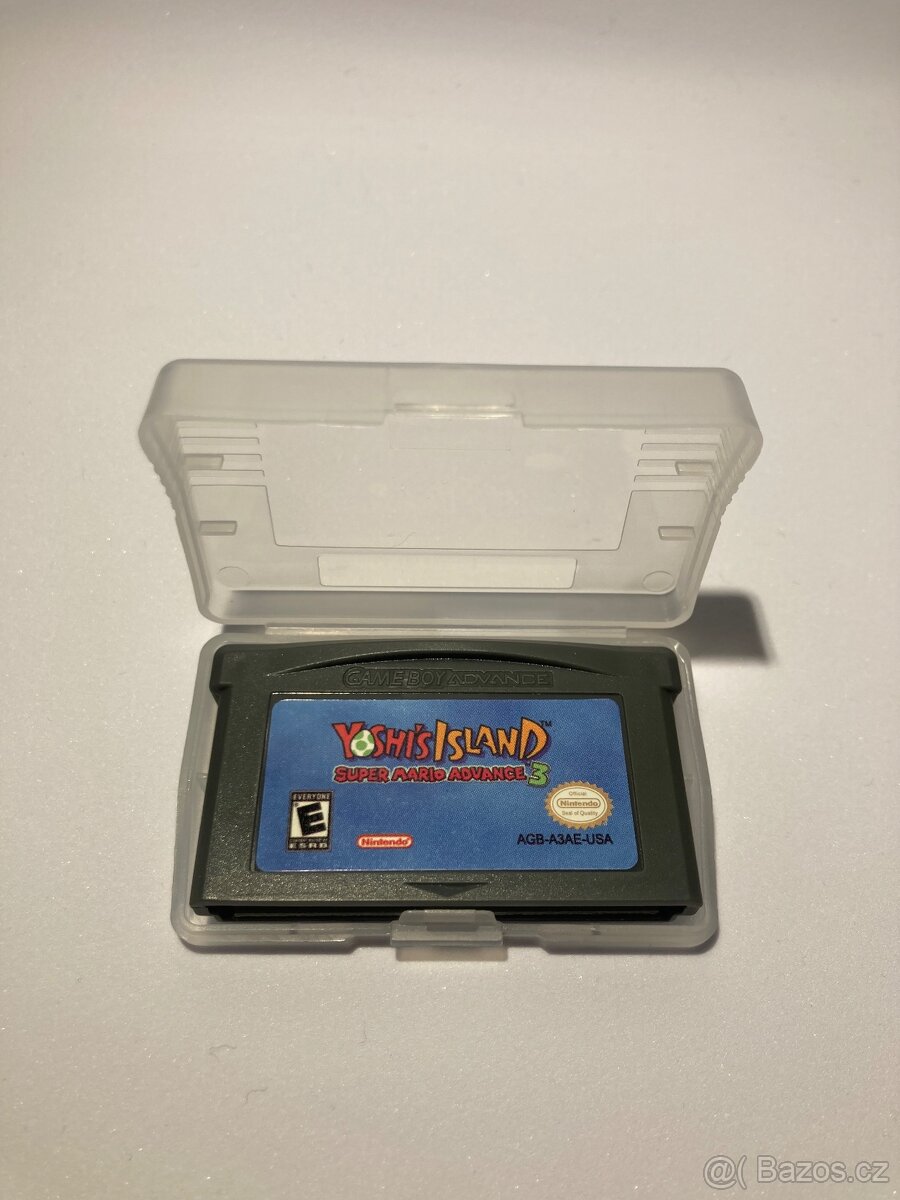 GAME BOY ADVANCE
YOSHI'S ISLAND™
SUPER MARIO ADVANCE 3
EVERYONE
E
ESRB
Nintendo
Official
Nintendo
Seal of Quality
AGB-A3AE-USA
@( Bazos.cz